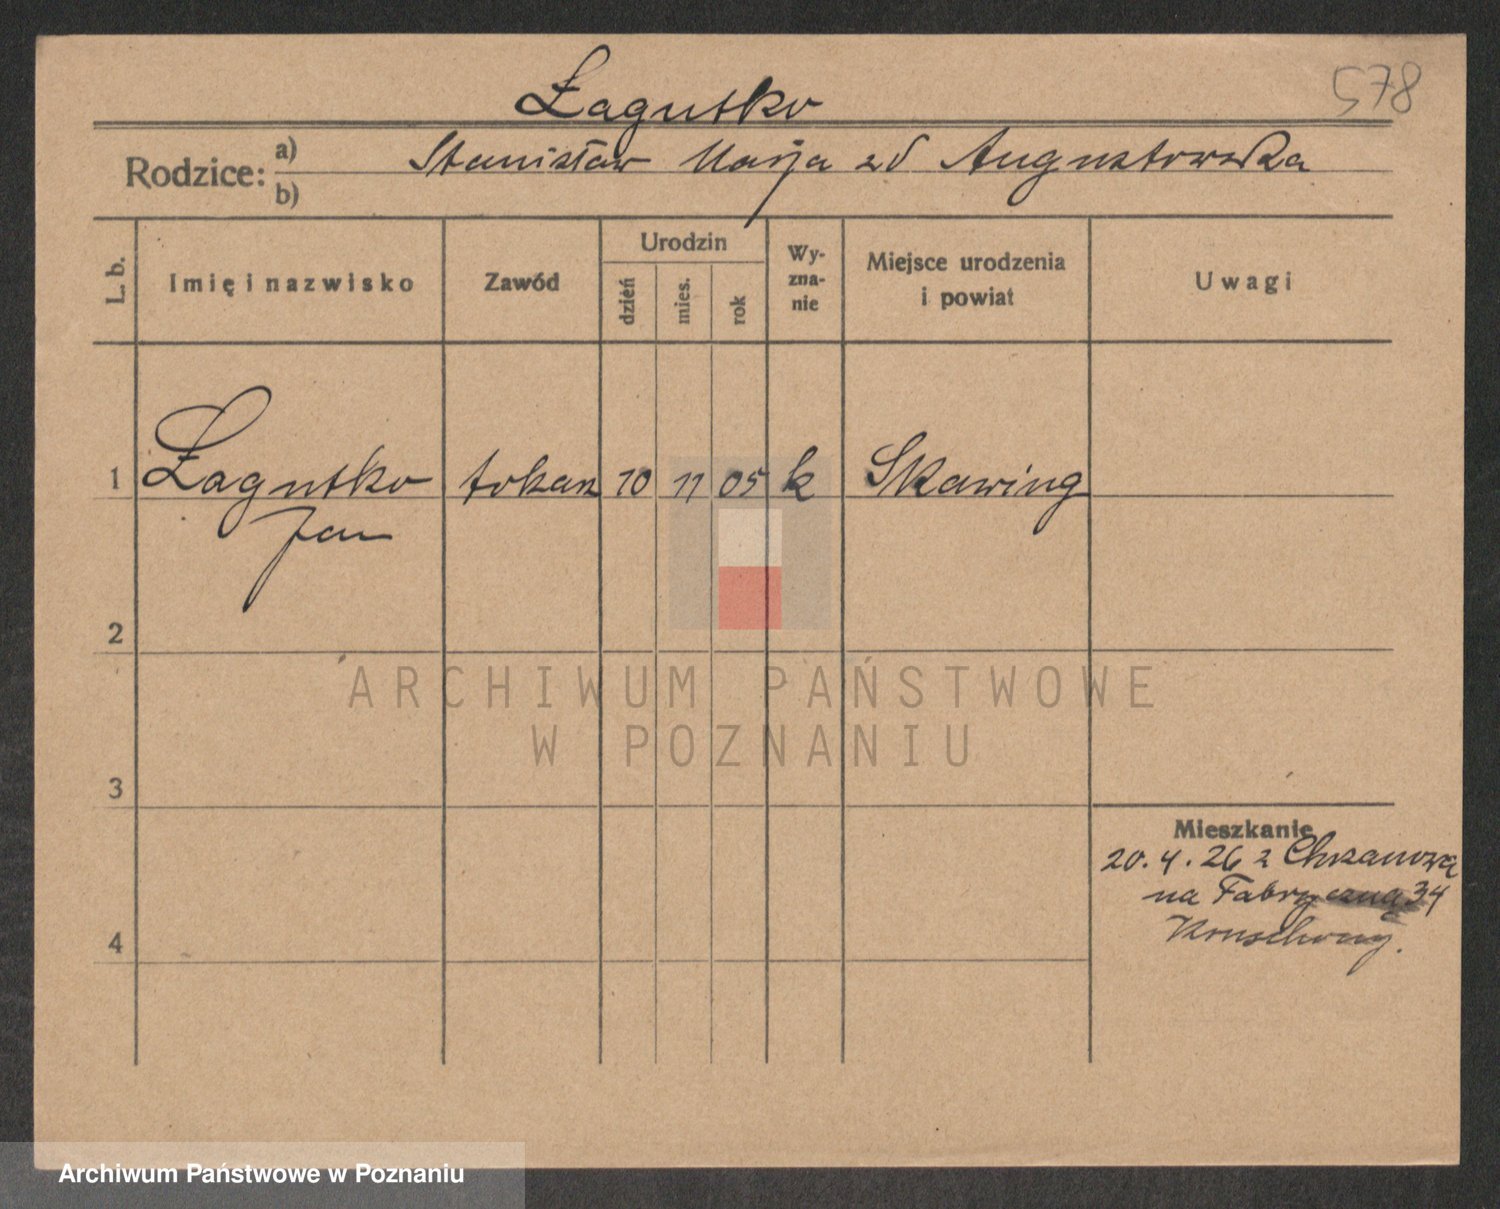 578
Łagutko
Rodzice: a) Stanisław Marja zd Augustowska
b)
L. b. Imię i nazwisko Zawód Urodzin dzień mies. rok Wy-zna-nie Miejsce urodzenia i powiat Uwagi
1 Łagutko tokarz 10 11 05 k Skawing
Jan
2
ARCHIWUM PAŃSTWOWE
W POZNANIU
3
Mieszkanie
20.4.26 z Chrzanowa
na Fabryczną 34
4
Archiwum Państwowe w Poznaniu